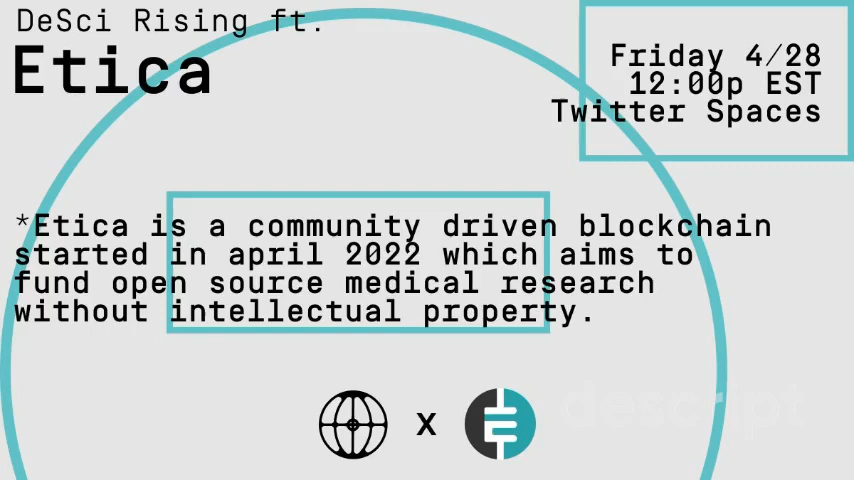 DeSci Rising ft.
Etica
Friday 4/28
12:00p EST
Twitter Spaces
*Etica is a community driven blockchain
started in april 2022 which aims to
fund open source medical research
without intellectual property.
x
descript